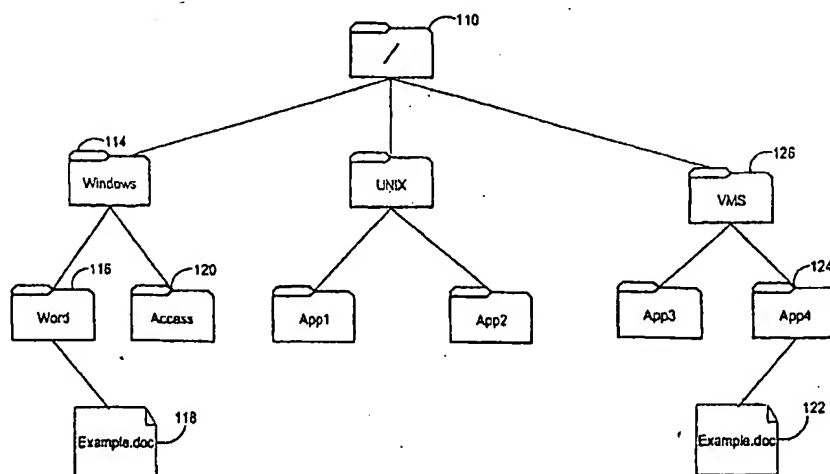 110
/
114
Windows
UNIX
126
VMS
116
Word
120
Access
App1
App2
App3
124
App4
118
Example.doc
122
Example.doc